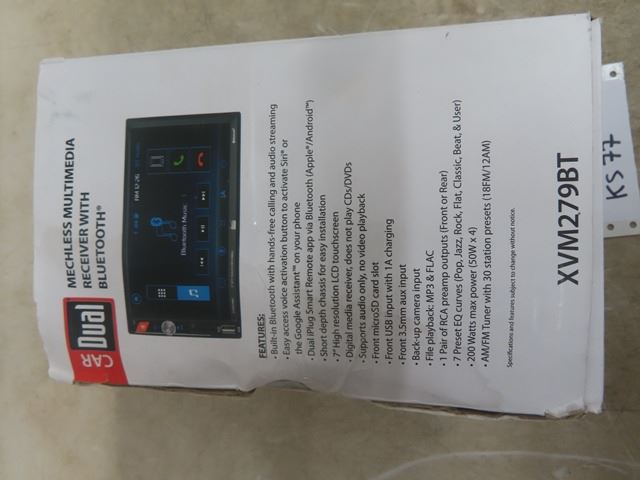 CAR
Dual
MECHLESS MULTIMEDIA
RECEIVER WITH
BLUETOOTH®
FM 12:26
Bluetooth Music
FEATURES:
• Built-in Bluetooth with hands-free calling and audio streaming
• Easy access voice activation button to activate Siri® or
the Google Assistant™ on your phone
• Dual iPlug Smart Remote app via Bluetooth (Apple®/Android™)
• Short depth chassis for easy installation
• 7" High resolution LCD touchscreen
• Digital media receiver, does not play CDs/DVDs
• Supports audio only, no video playback
• Front microSD card slot
• Front USB input with 1A charging
• Front 3.5mm aux input
• Back-up camera input
• File playback: MP3 & FLAC
• 1 Pair of RCA preamp outputs (Front or Rear)
• 7 Preset EQ curves (Pop, Jazz, Rock, Flat, Classic, Beat, & User)
• 200 Watts max power (50W x 4)
• AM/FM Tuner with 30 station presets (18FM/12AM)
Specifications and features subject to change without notice.
XVM279BT
KS 77